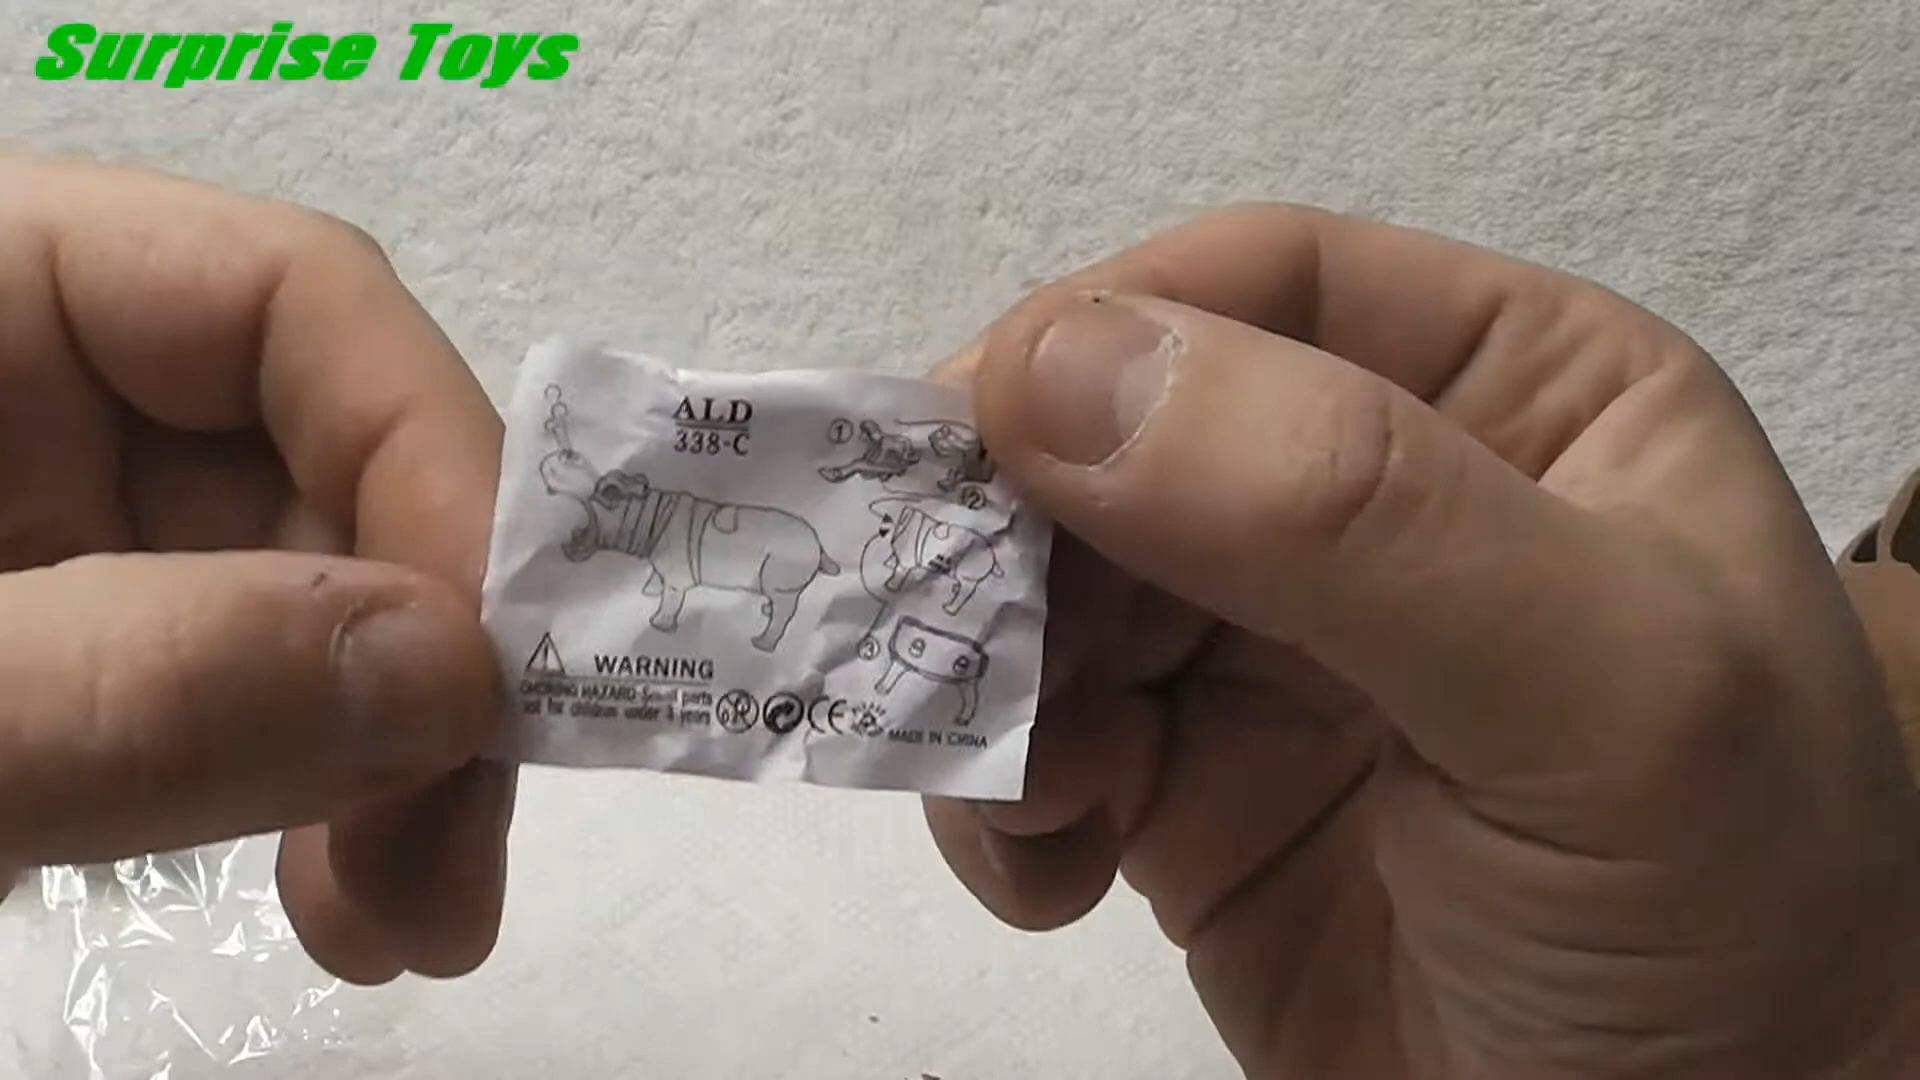 Surprise Toys
ALD
338-C
①
②
③
WARNING
CHOKING HAZARD-Small parts
not for children under 3 years
CE
MADE IN CHINA